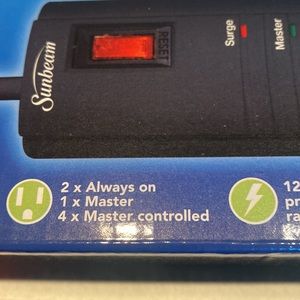 Sunbeam
RESET
Surge
Master
2 x Always on
1 x Master
4 x Master controlled
12
pr
ra